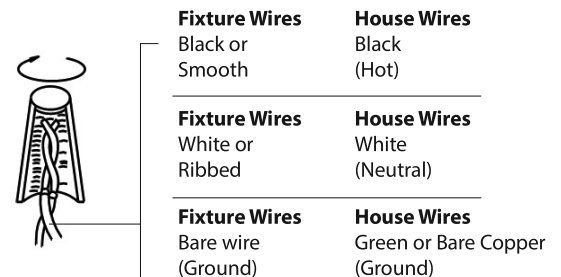 Fixture Wires House Wires
Black or Black
Smooth (Hot)
Fixture Wires House Wires
White or White
Ribbed (Neutral)
Fixture Wires House Wires
Bare wire Green or Bare Copper
(Ground) (Ground)